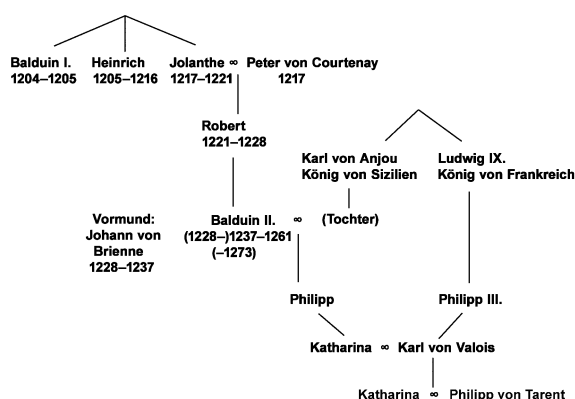 Balduin I. Heinrich Jolanthe ∞ Peter von Courtenay
1204–1205 1205–1216 1217–1221 1217
Robert
1221–1228
Karl von Anjou Ludwig IX.
König von Sizilien König von Frankreich
Vormund: Balduin II. ∞ (Tochter)
Johann von (1228–)1237–1261
Brienne (–1273)
1228–1237
Philipp Philipp III.
Katharina ∞ Karl von Valois
Katharina ∞ Philipp von Tarent